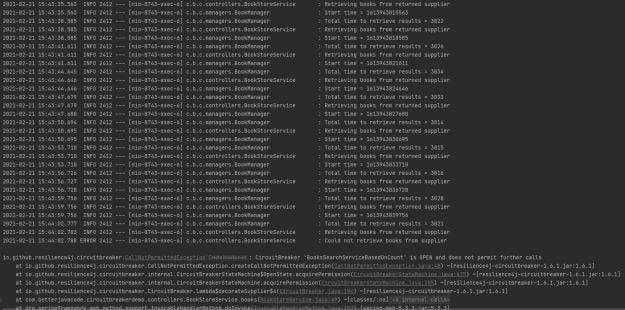 2021-02-21 15:43:35.563 INFO 2412 --- [nio-8743-exec-6] c.b.c.controllers.BookStoreService : Retrieving books from returned supplier
2021-02-21 15:43:35.563 INFO 2412 --- [nio-8743-exec-6] c.b.c.managers.BookManager : Start time = 1613943815563
2021-02-21 15:43:38.585 INFO 2412 --- [nio-8743-exec-6] c.b.c.managers.BookManager : Total time to retrieve results = 3022
2021-02-21 15:43:38.585 INFO 2412 --- [nio-8743-exec-6] c.b.c.controllers.BookStoreService : Retrieving books from returned supplier
2021-02-21 15:43:38.585 INFO 2412 --- [nio-8743-exec-6] c.b.c.managers.BookManager : Start time = 1613943818585
2021-02-21 15:43:41.611 INFO 2412 --- [nio-8743-exec-6] c.b.c.managers.BookManager : Total time to retrieve results = 3026
2021-02-21 15:43:41.611 INFO 2412 --- [nio-8743-exec-6] c.b.c.controllers.BookStoreService : Retrieving books from returned supplier
2021-02-21 15:43:41.611 INFO 2412 --- [nio-8743-exec-6] c.b.c.managers.BookManager : Start time = 1613943821611
2021-02-21 15:43:44.645 INFO 2412 --- [nio-8743-exec-6] c.b.c.managers.BookManager : Total time to retrieve results = 3034
2021-02-21 15:43:44.646 INFO 2412 --- [nio-8743-exec-6] c.b.c.controllers.BookStoreService : Retrieving books from returned supplier
2021-02-21 15:43:44.646 INFO 2412 --- [nio-8743-exec-6] c.b.c.managers.BookManager : Start time = 1613943824646
2021-02-21 15:43:47.679 INFO 2412 --- [nio-8743-exec-6] c.b.c.managers.BookManager : Total time to retrieve results = 3033
2021-02-21 15:43:47.679 INFO 2412 --- [nio-8743-exec-6] c.b.c.controllers.BookStoreService : Retrieving books from returned supplier
2021-02-21 15:43:47.680 INFO 2412 --- [nio-8743-exec-6] c.b.c.managers.BookManager : Start time = 1613943827680
2021-02-21 15:43:50.694 INFO 2412 --- [nio-8743-exec-6] c.b.c.managers.BookManager : Total time to retrieve results = 3014
2021-02-21 15:43:50.695 INFO 2412 --- [nio-8743-exec-6] c.b.c.controllers.BookStoreService : Retrieving books from returned supplier
2021-02-21 15:43:50.695 INFO 2412 --- [nio-8743-exec-6] c.b.c.managers.BookManager : Start time = 1613943830695
2021-02-21 15:43:53.710 INFO 2412 --- [nio-8743-exec-6] c.b.c.managers.BookManager : Total time to retrieve results = 3015
2021-02-21 15:43:53.710 INFO 2412 --- [nio-8743-exec-6] c.b.c.controllers.BookStoreService : Retrieving books from returned supplier
2021-02-21 15:43:53.710 INFO 2412 --- [nio-8743-exec-6] c.b.c.managers.BookManager : Start time = 1613943833710
2021-02-21 15:43:56.726 INFO 2412 --- [nio-8743-exec-6] c.b.c.managers.BookManager : Total time to retrieve results = 3016
2021-02-21 15:43:56.727 INFO 2412 --- [nio-8743-exec-6] c.b.c.controllers.BookStoreService : Retrieving books from returned supplier
2021-02-21 15:43:56.728 INFO 2412 --- [nio-8743-exec-6] c.b.c.managers.BookManager : Start time = 1613943836728
2021-02-21 15:43:59.756 INFO 2412 --- [nio-8743-exec-6] c.b.c.managers.BookManager : Total time to retrieve results = 3028
2021-02-21 15:43:59.756 INFO 2412 --- [nio-8743-exec-6] c.b.c.controllers.BookStoreService : Retrieving books from returned supplier
2021-02-21 15:43:59.756 INFO 2412 --- [nio-8743-exec-6] c.b.c.managers.BookManager : Start time = 1613943839756
2021-02-21 15:44:02.777 INFO 2412 --- [nio-8743-exec-6] c.b.c.managers.BookManager : Total time to retrieve results = 3021
2021-02-21 15:44:02.783 INFO 2412 --- [nio-8743-exec-6] c.b.c.controllers.BookStoreService : Retrieving books from returned supplier
2021-02-21 15:44:02.788 ERROR 2412 --- [nio-8743-exec-6] c.b.c.controllers.BookStoreService : Could not retrieve books from supplier
io.github.resilience4j.circuitbreaker.CallNotPermittedException : CircuitBreaker 'BooksSearchServiceBasedOnCount' is OPEN and does not permit further calls
at io.github.resilience4j.circuitbreaker.CallNotPermittedException.createCallNotPermittedException(CallNotPermittedException.java:48) ~[resilience4j-circuitbreaker-1.6.1.jar:1.6.1]
at io.github.resilience4j.circuitbreaker.internal.CircuitBreakerStateMachine$OpenState.acquirePermission(CircuitBreakerStateMachine.java:) ~[resilience4j-circuitbreaker-1.6.1.jar:1.6.1]
at io.github.resilience4j.circuitbreaker.internal.CircuitBreakerStateMachine.acquirePermission(CircuitBreakerStateMachine.java:) ~[resilience4j-circuitbreaker-1.6.1.jar:1.6.1]
at io.github.resilience4j.circuitbreaker.CircuitBreaker.lambda$decorateSupplier$4(CircuitBreaker.java:) ~[resilience4j-circuitbreaker-1.6.1.jar:1.6.1]
at com.betterjavacode.circuitbreakerdemo.controllers.BookStoreService.books(BookStoreService.java:) ~[classes/:na] <4 internal calls>
at org.springframework.web.method.support.InvocableHandlerMethod.doInvoke(InvocableHandlerMethod.java:) ~[spring-web-5.3.3.jar:5.3.3]